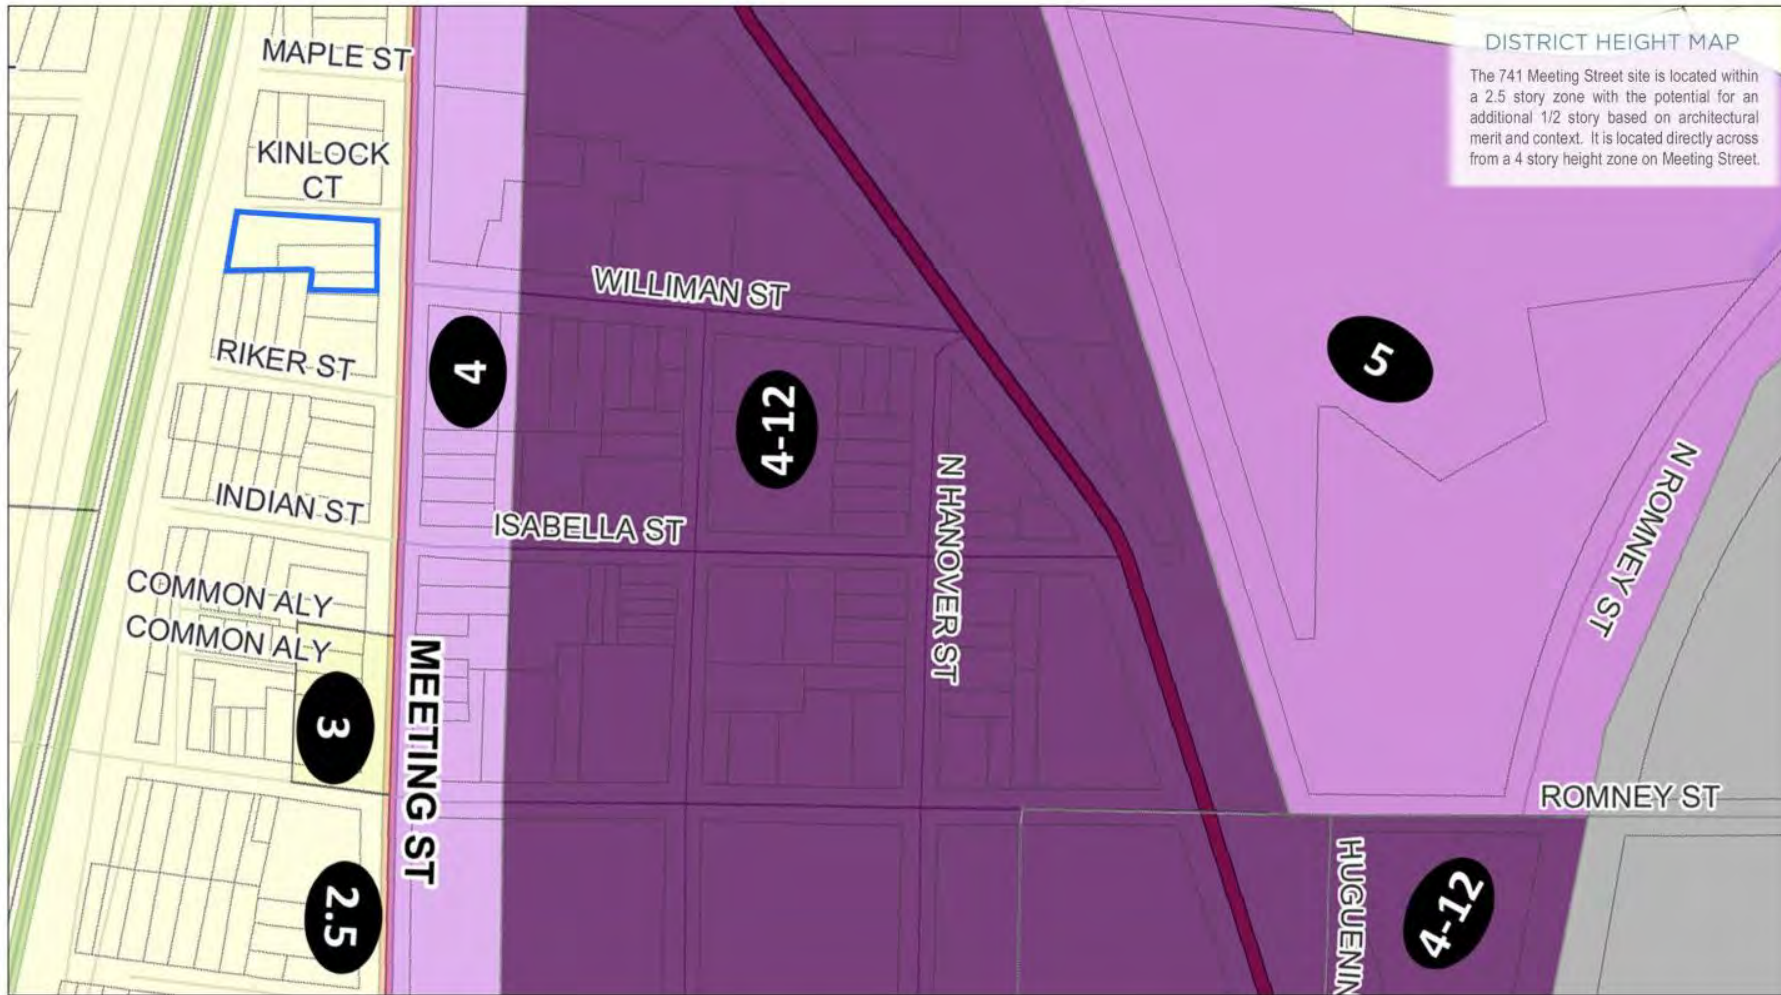 DISTRICT HEIGHT MAP
The 741 Meeting Street site is located within
a 2.5 story zone with the potential for an
additional 1/2 story based on architectural
merit and context. It is located directly across
from a 4 story height zone on Meeting Street.
MAPLE ST
KINLOCK
CT
WILLIMAN ST
RIKER ST
4
4-12
5
INDIAN ST
ISABELLA ST
N HANOVER ST
N ROMNEY ST
COMMON ALY
COMMON ALY
3
MEETING ST
ROMNEY ST
2.5
HUGUENIN
4-12